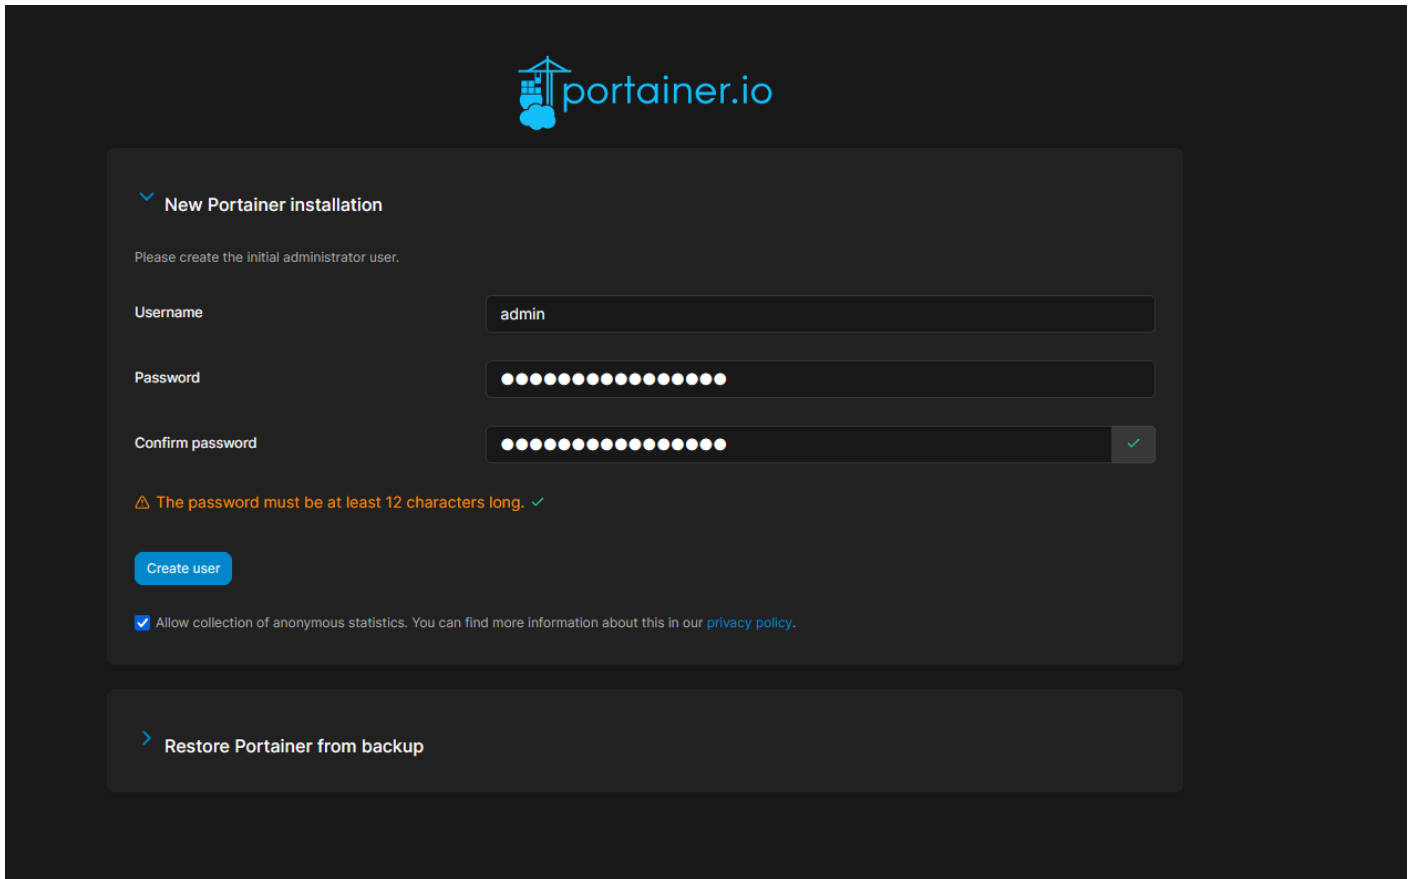 portainer.io
New Portainer installation
Please create the initial administrator user.
Username
admin
Password
●●●●●●●●●●●●●●●●
Confirm password
●●●●●●●●●●●●●●●●
The password must be at least 12 characters long.
Create user
Allow collection of anonymous statistics. You can find more information about this in our privacy policy.
Restore Portainer from backup